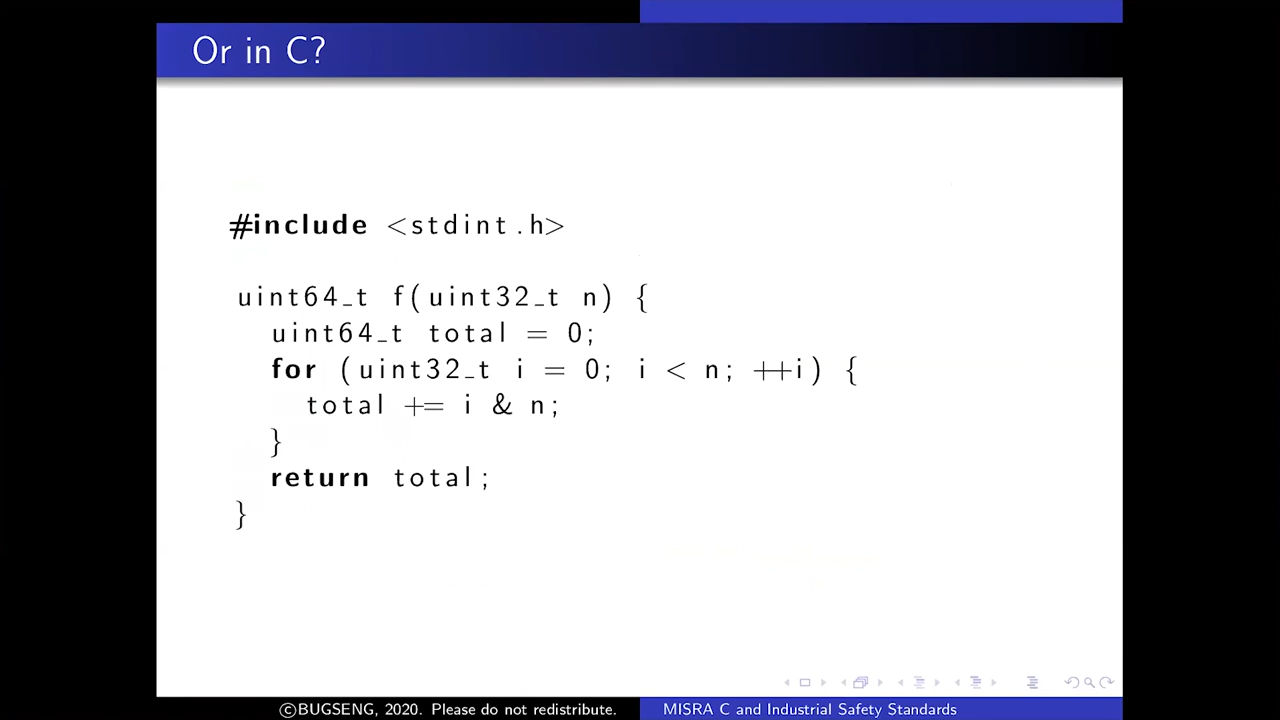 Or in C?
#include <stdint.h>
uint64_t f(uint32_t n) {
uint64_t total = 0;
for (uint32_t i = 0; i < n; ++i) {
total += i & n;
}
return total;
}
©BUGSENG, 2020. Please do not redistribute.
MISRA C and Industrial Safety Standards